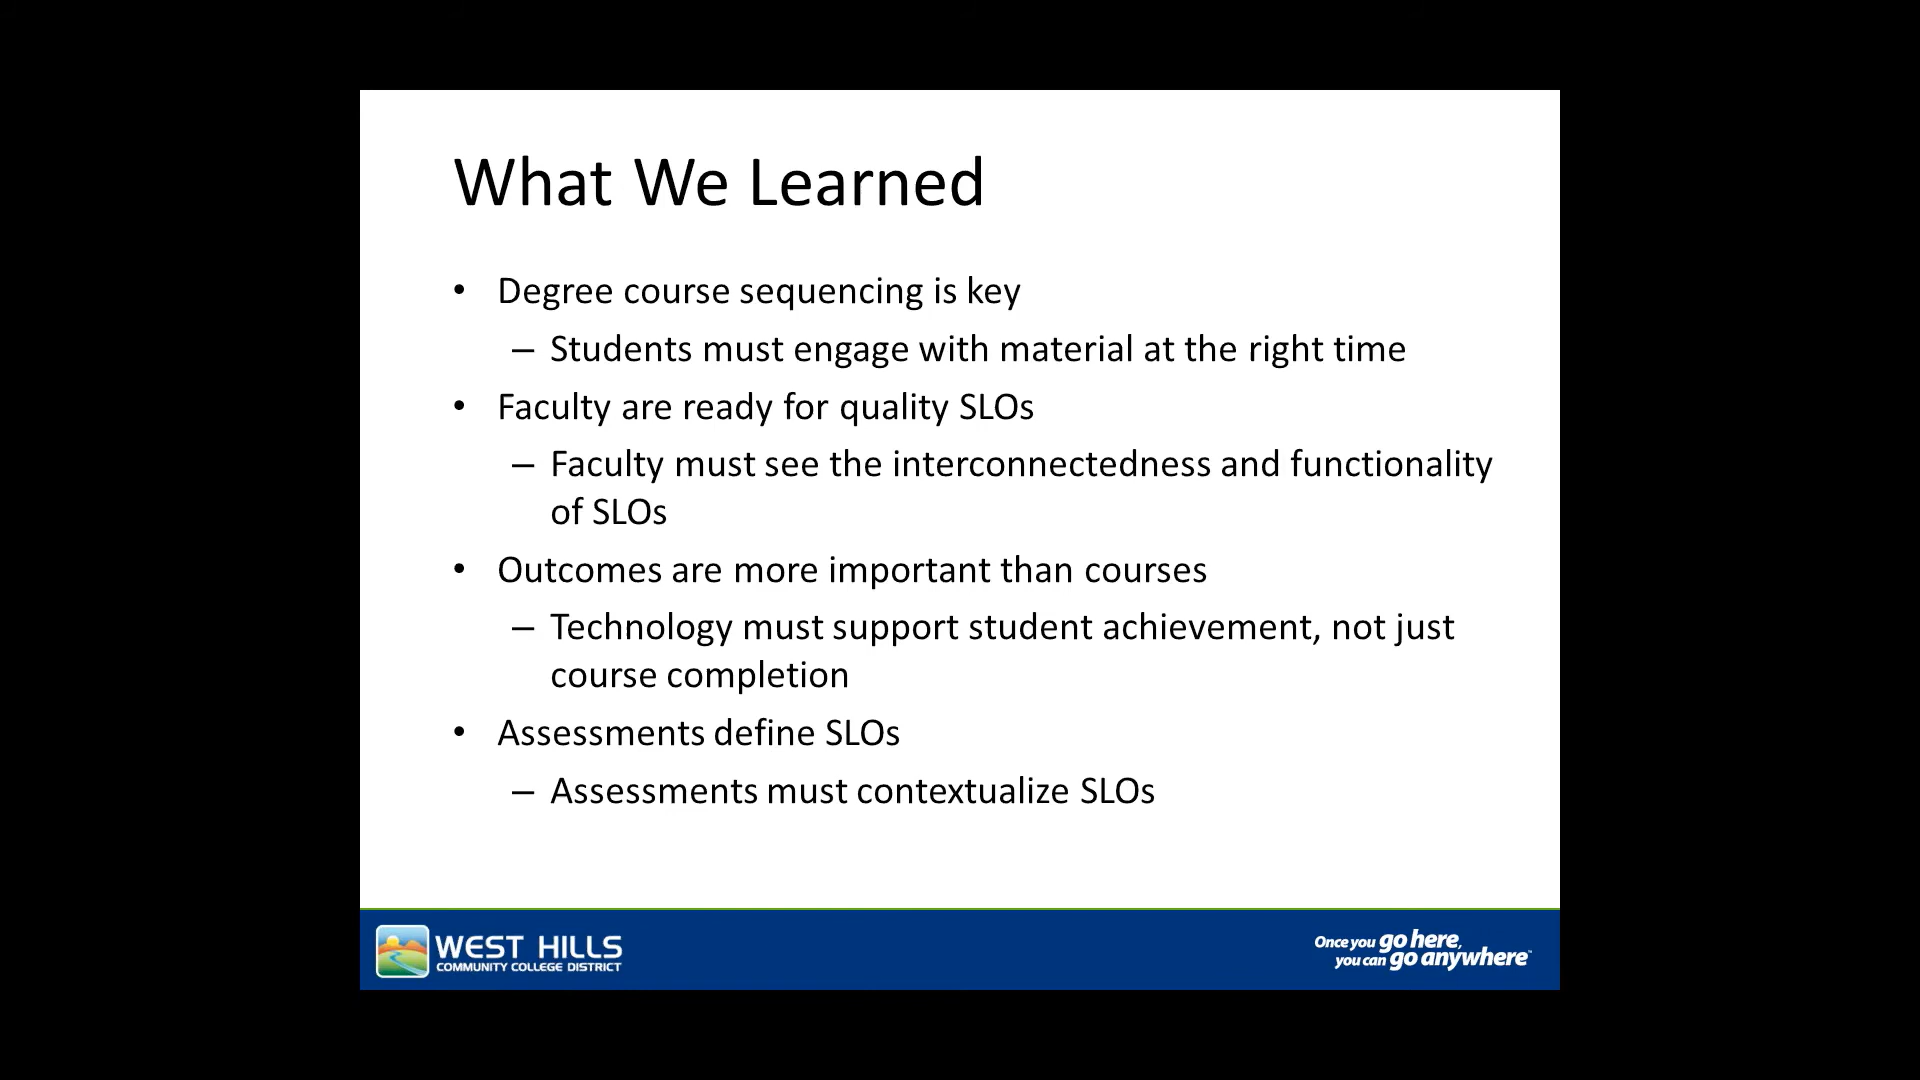 What We Learned
• Degree course sequencing is key
– Students must engage with material at the right time
• Faculty are ready for quality SLOs
– Faculty must see the interconnectedness and functionality
of SLOs
• Outcomes are more important than courses
– Technology must support student achievement, not just
course completion
• Assessments define SLOs
– Assessments must contextualize SLOs
WEST HILLS
COMMUNITY COLLEGE DISTRICT
Once you go here,
you can go anywhere™